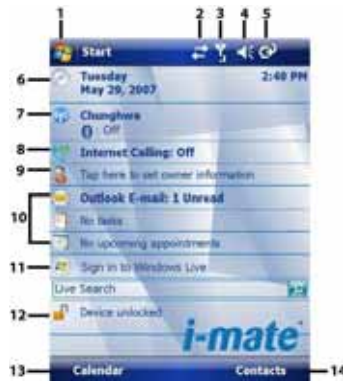 1 2 3 4 5
Start
6 Tuesday 2:40 PM
May 29, 2007
7 Chunghwa
Off
8 Internet Calling: Off
9 Tap here to set owner information
10 Outlook E-mail: 1 Unread
No tasks
No upcoming appointments
11 Sign in to Windows Live
Live Search
12 Device unlocked
i-mate
13 Calendar Contacts 14